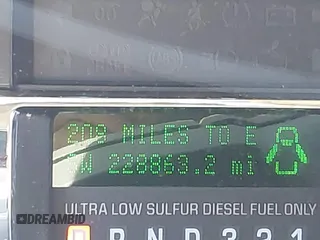 209 MILES TO E
W 228863.2 mi
ULTRA LOW SULFUR DIESEL FUEL ONLY
P R N D 3 2 1
DREAMBID